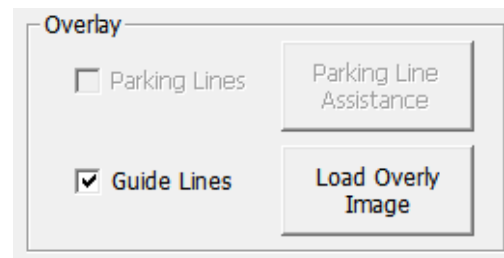 Overlay
Parking Lines
Parking Line
Assistance
Guide Lines
Load Overly
Image